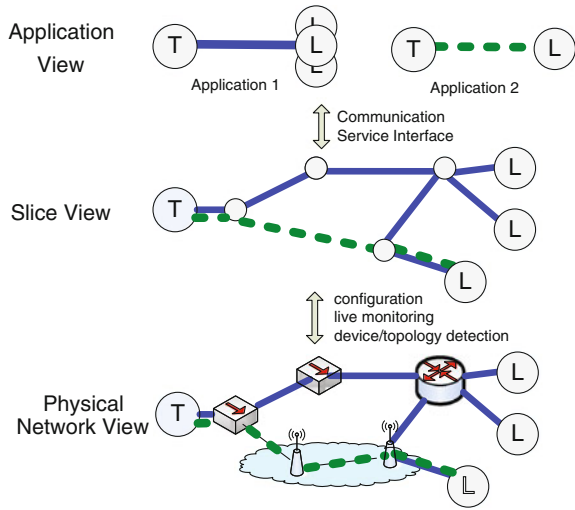 Application
View
T
L
L
L
T
L
Application 1
Application 2
Communication
Service Interface
Slice View
T
L
L
L
configuration
live monitoring
device/topology detection
Physical
Network View
T
L
L
L